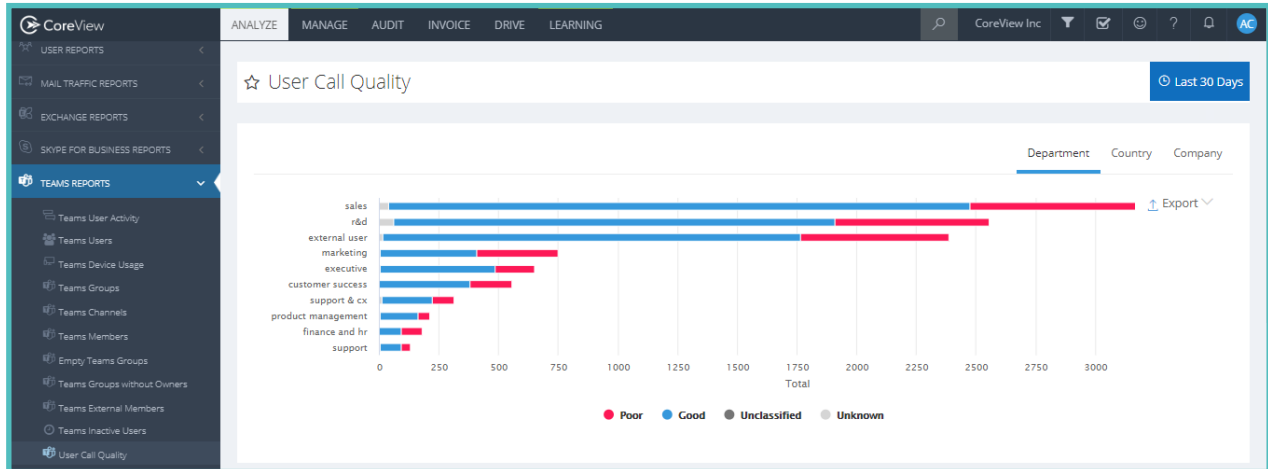 CoreView
ANALYZE MANAGE AUDIT INVOICE DRIVE LEARNING
CoreView Inc
?
AC
USER REPORTS
MAIL TRAFFIC REPORTS
EXCHANGE REPORTS
SKYPE FOR BUSINESS REPORTS
TEAMS REPORTS
Teams User Activity
Teams Users
Teams Device Usage
Teams Groups
Teams Channels
Teams Members
Empty Teams Groups
Teams Groups without Owners
Teams External Members
Teams Inactive Users
User Call Quality
User Call Quality
Last 30 Days
Department Country Company
Export
sales
r&d
external user
marketing
executive
customer success
support & cx
product management
finance and hr
support
0 250 500 750 1000 1250 1500 1750 2000 2250 2500 2750 3000
Total
Poor Good Unclassified Unknown